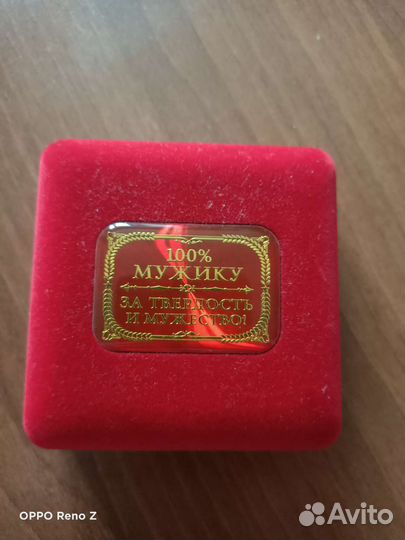 100%
МУЖИКУ
ЗА ТВЕРДОСТЬ
И МУЖЕСТВО!
OPPO Reno Z
Avito